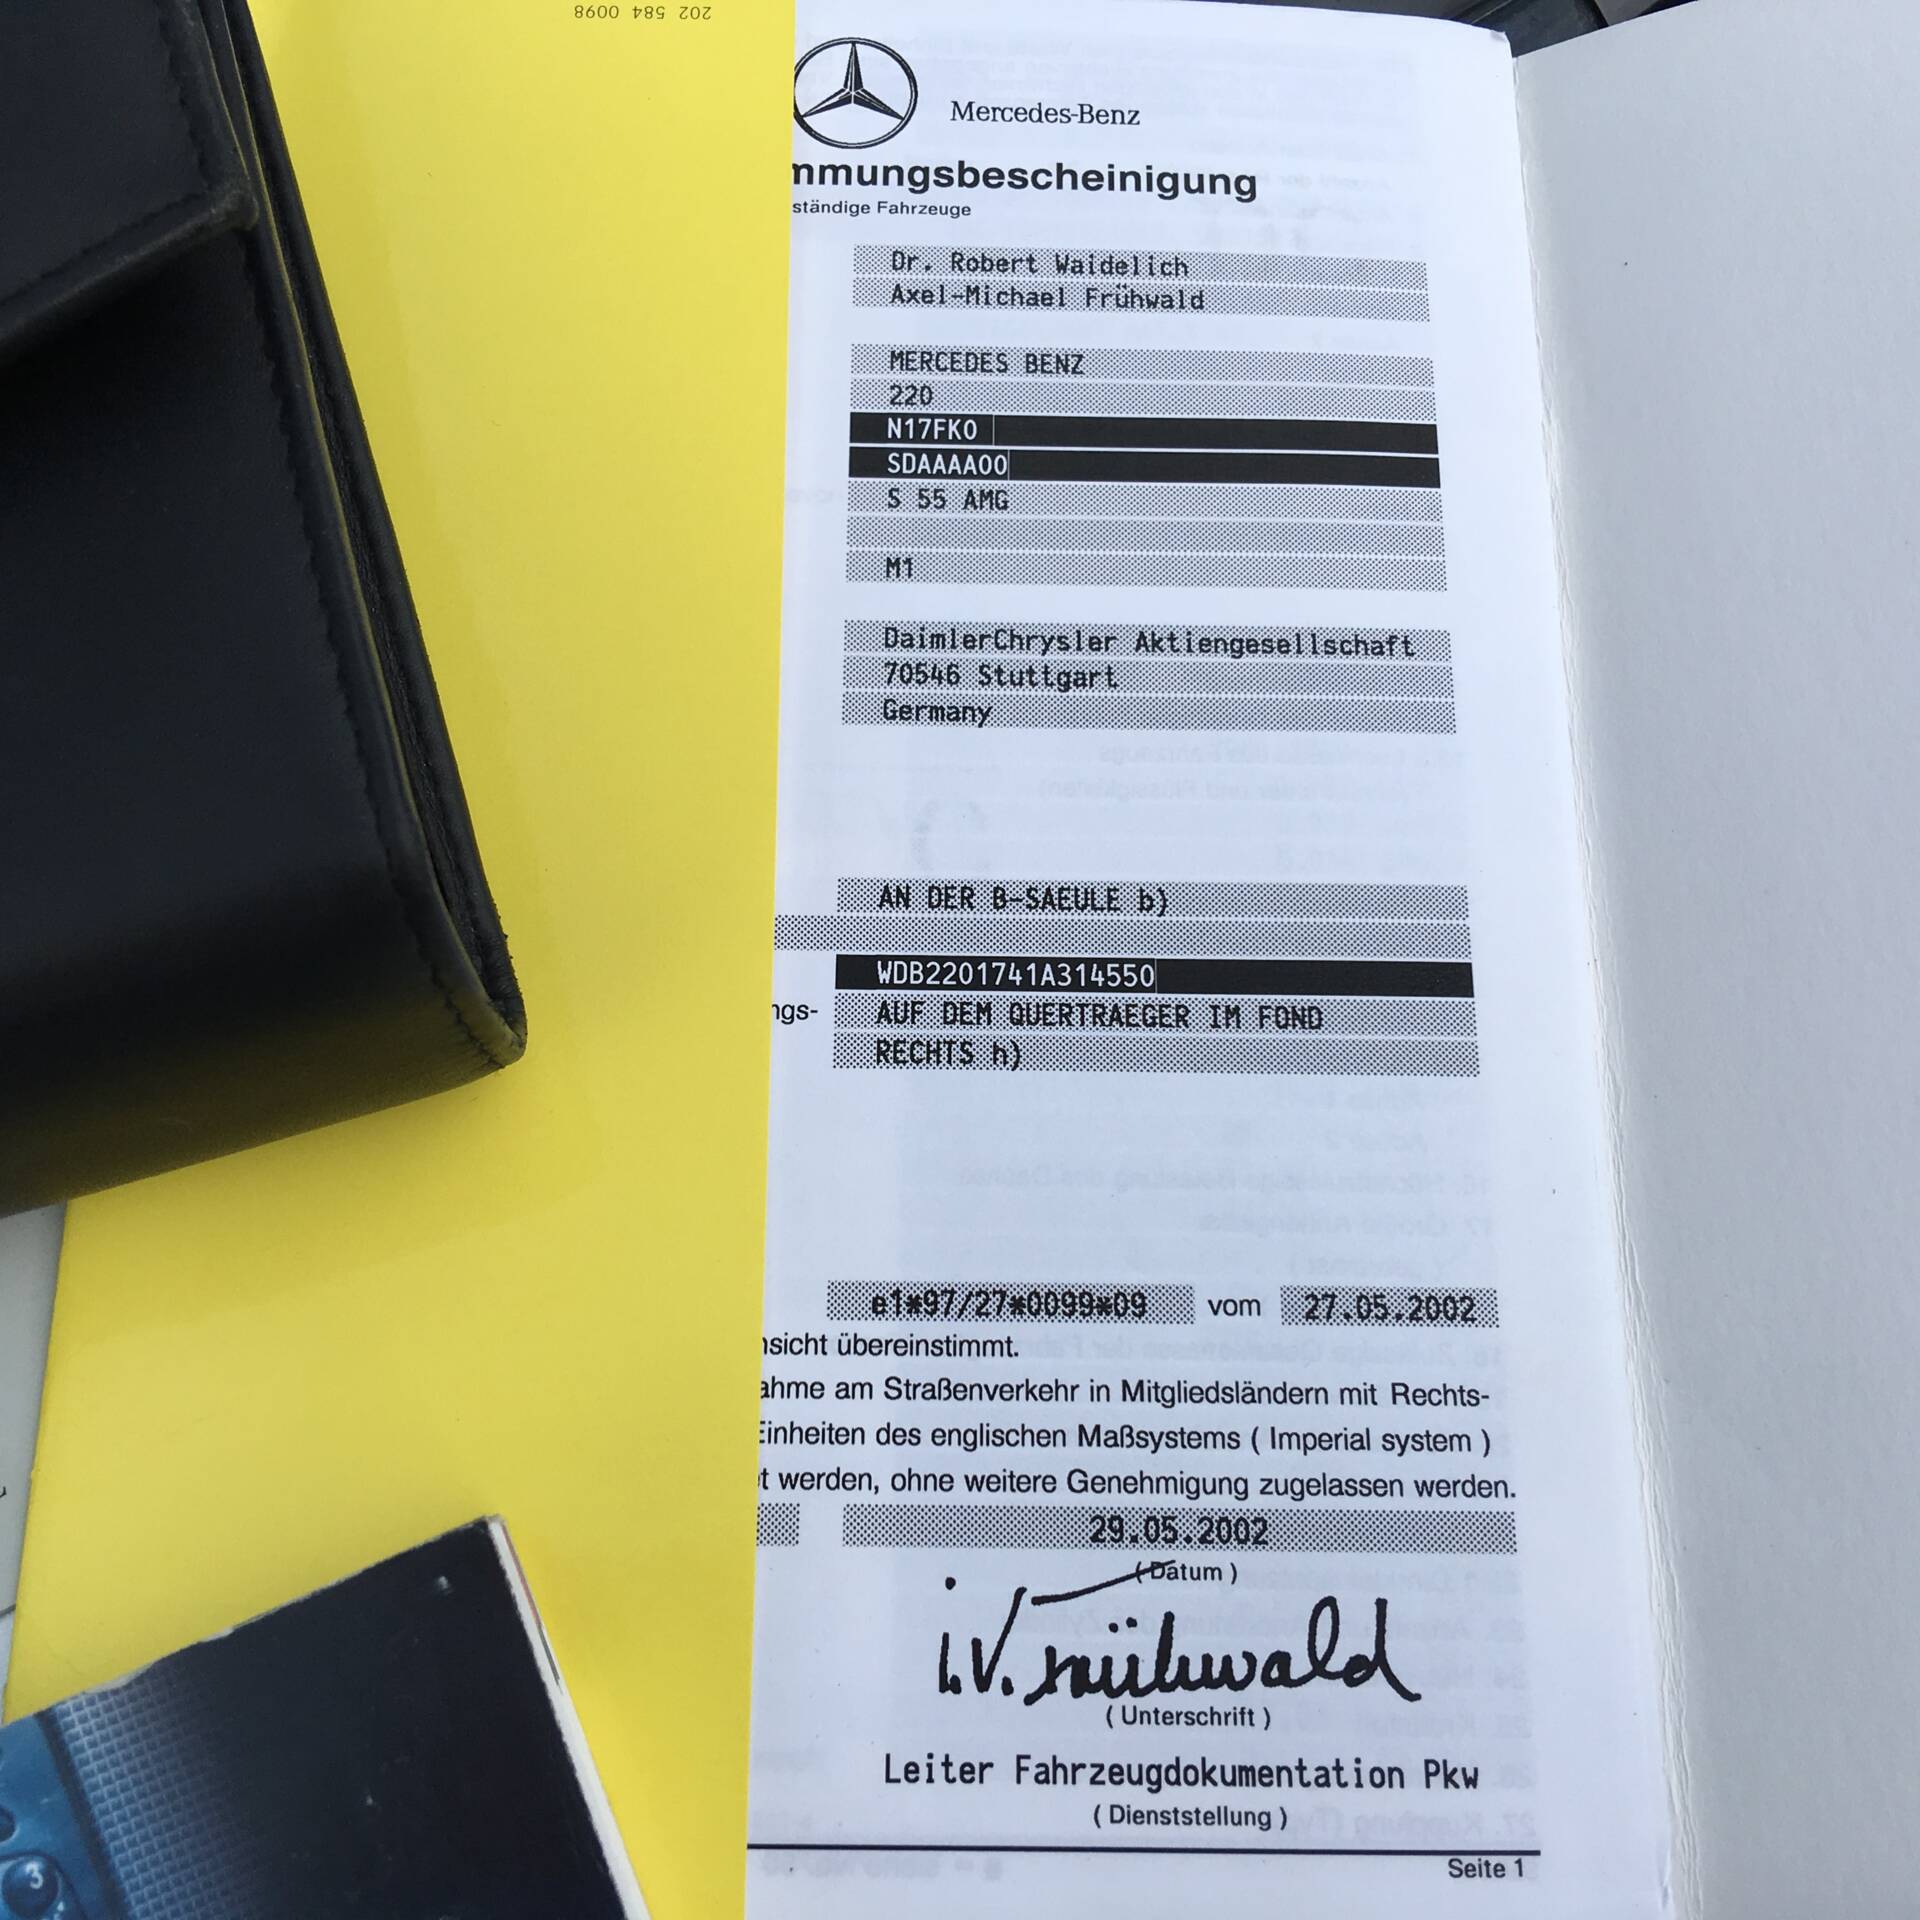 202 584 0098
Mercedes-Benz
mmungsbescheinigung
ständige Fahrzeuge
Dr. Robert Waidelich
Axel-Michael Frühwald
MERCEDES BENZ
220
N17FK0
SDAAAA00
S 55 AMG
M1
DaimlerChrysler Aktiengesellschaft
70546 Stuttgart
Germany
AN DER B-SAEULE b)
WDB2201741A314550
ngs- AUF DEM QUERTRAEGER IM FOND
RECHTS h)
e1*97/27*0099*09 vom 27.05.2002
nsicht übereinstimmt.
ahme am Straßenverkehr in Mitgliedsländern mit Rechts-
Einheiten des englischen Maßsystems ( Imperial system )
t werden, ohne weitere Genehmigung zugelassen werden.
29.05.2002
( Datum )
i.V. Frühwald
( Unterschrift )
Leiter Fahrzeugdokumentation Pkw
( Dienststellung )
Seite 1
3